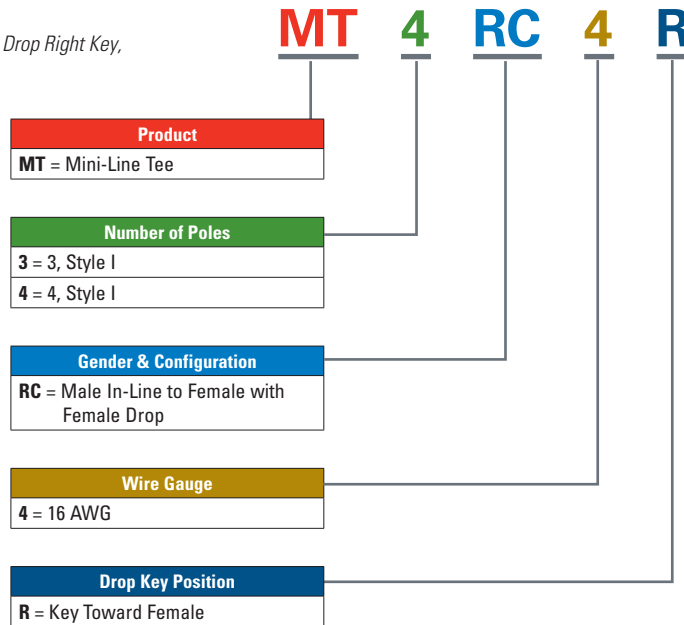 MT 4 RC 4 R
Drop Right Key,
Product
MT = Mini-Line Tee
Number of Poles
3 = 3, Style I
4 = 4, Style I
Gender & Configuration
RC = Male In-Line to Female with
Female Drop
Wire Gauge
4 = 16 AWG
Drop Key Position
R = Key Toward Female